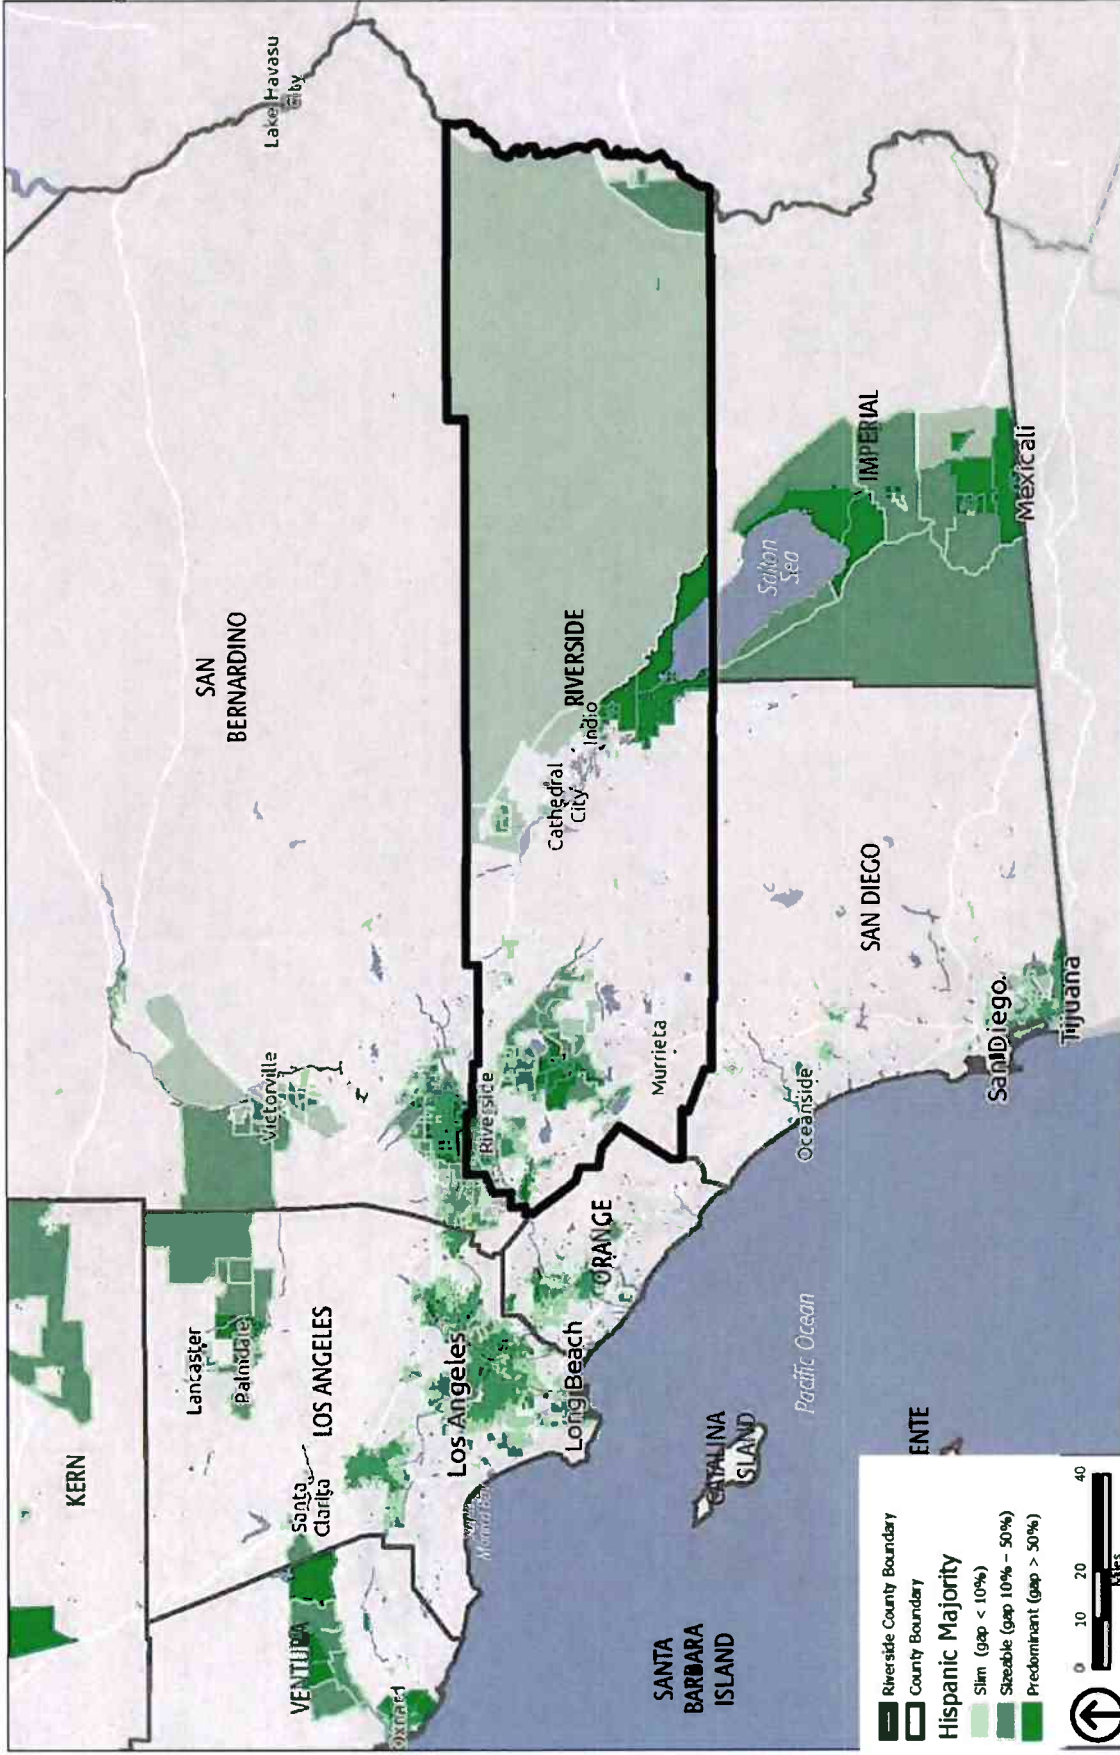 KERN
Lancaster
Palmdale
LOS ANGELES
Santa
Clarita
VENTURA
Oxnard
Los Angeles
Long Beach
ORANGE
SANTA
BARBARA
ISLAND
CATALINA
ISLAND
Pacific Ocean
ENTE
SAN
BERNARDINO
Victorville
Lake Havasu
City
Riverside
Murrieta
Cathedral
City
Indio
RIVERSIDE
Salton
Sea
IMPERIAL
Mexicali
SAN DIEGO
Oceanside
San Diego
Tijuana
Riverside County Boundary
County Boundary
Hispanic Majority
Slim (gap < 10%)
Sizeable (gap 10% - 50%)
Predominant (gap > 50%)
0 10 20 40
Miles